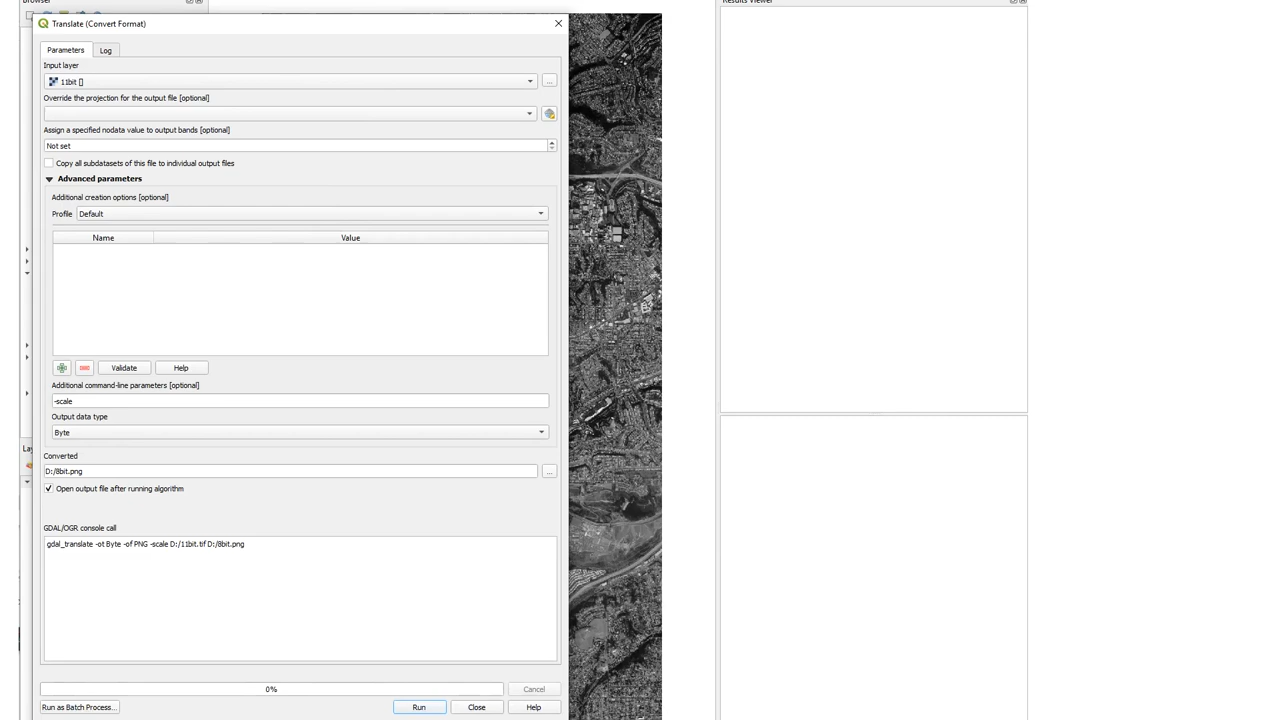 Browser
Results Viewer
Translate (Convert Format)
Parameters
Log
Input layer
11bit []
...
Override the projection for the output file [optional]
Assign a specified nodata value to output bands [optional]
Not set
Copy all subdatasets of this file to individual output files
Advanced parameters
Additional creation options [optional]
Profile Default
Name Value
Validate Help
Additional command-line parameters [optional]
-scale
Output data type
Byte
Lay
Converted
D:/8bit.png
...
Open output file after running algorithm
GDAL/OGR console call
gdal_translate -ot Byte -of PNG -scale D:/11bit.tif D:/8bit.png
0%
Cancel
Run as Batch Process...
Run
Close
Help